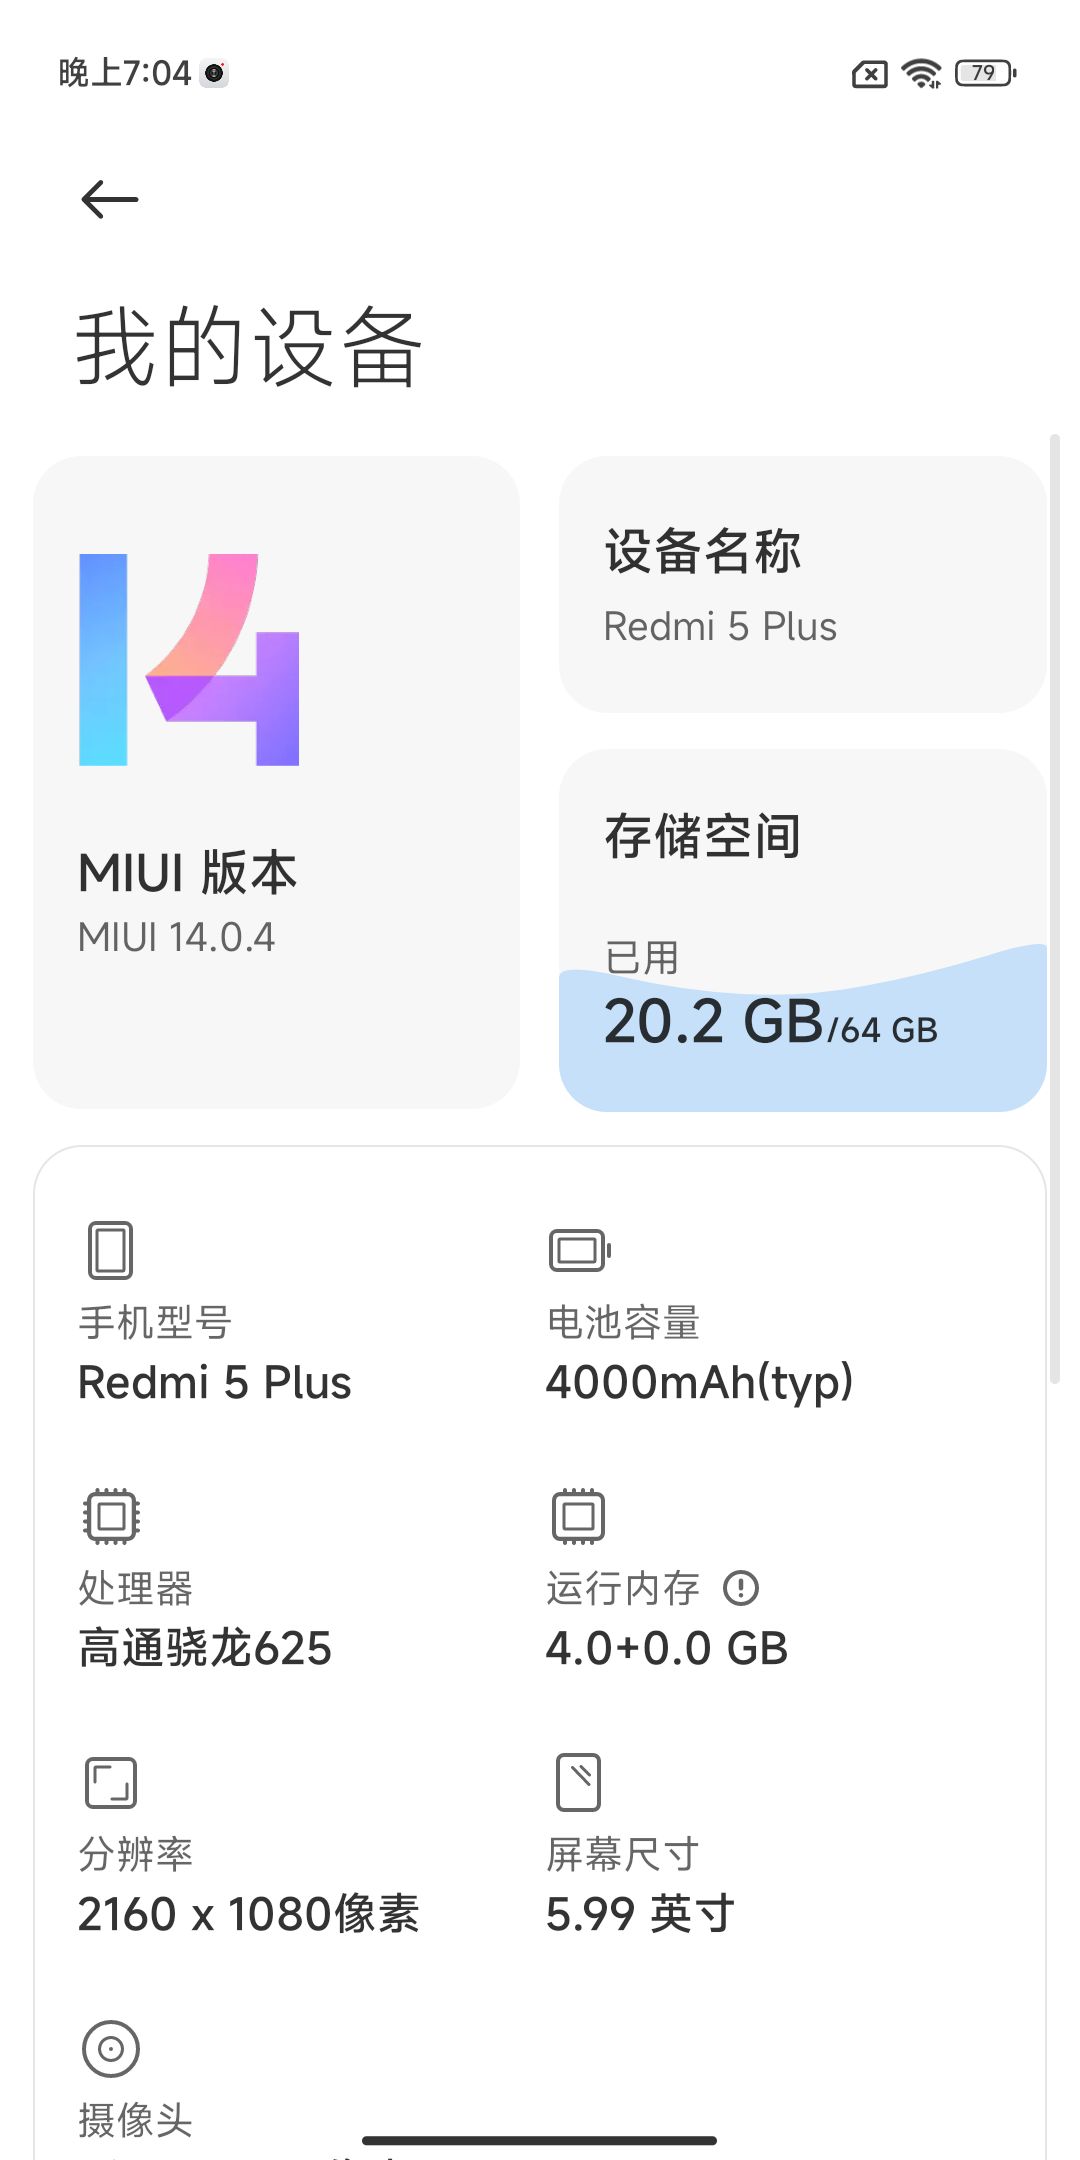 晚上7:04
79
我的设备
14
MIUI 版本
MIUI 14.0.4
设备名称
Redmi 5 Plus
存储空间
已用
20.2 GB/64 GB
手机型号
Redmi 5 Plus
电池容量
4000mAh(typ)
处理器
高通骁龙625
运行内存
4.0+0.0 GB
分辨率
2160 x 1080像素
屏幕尺寸
5.99 英寸
摄像头